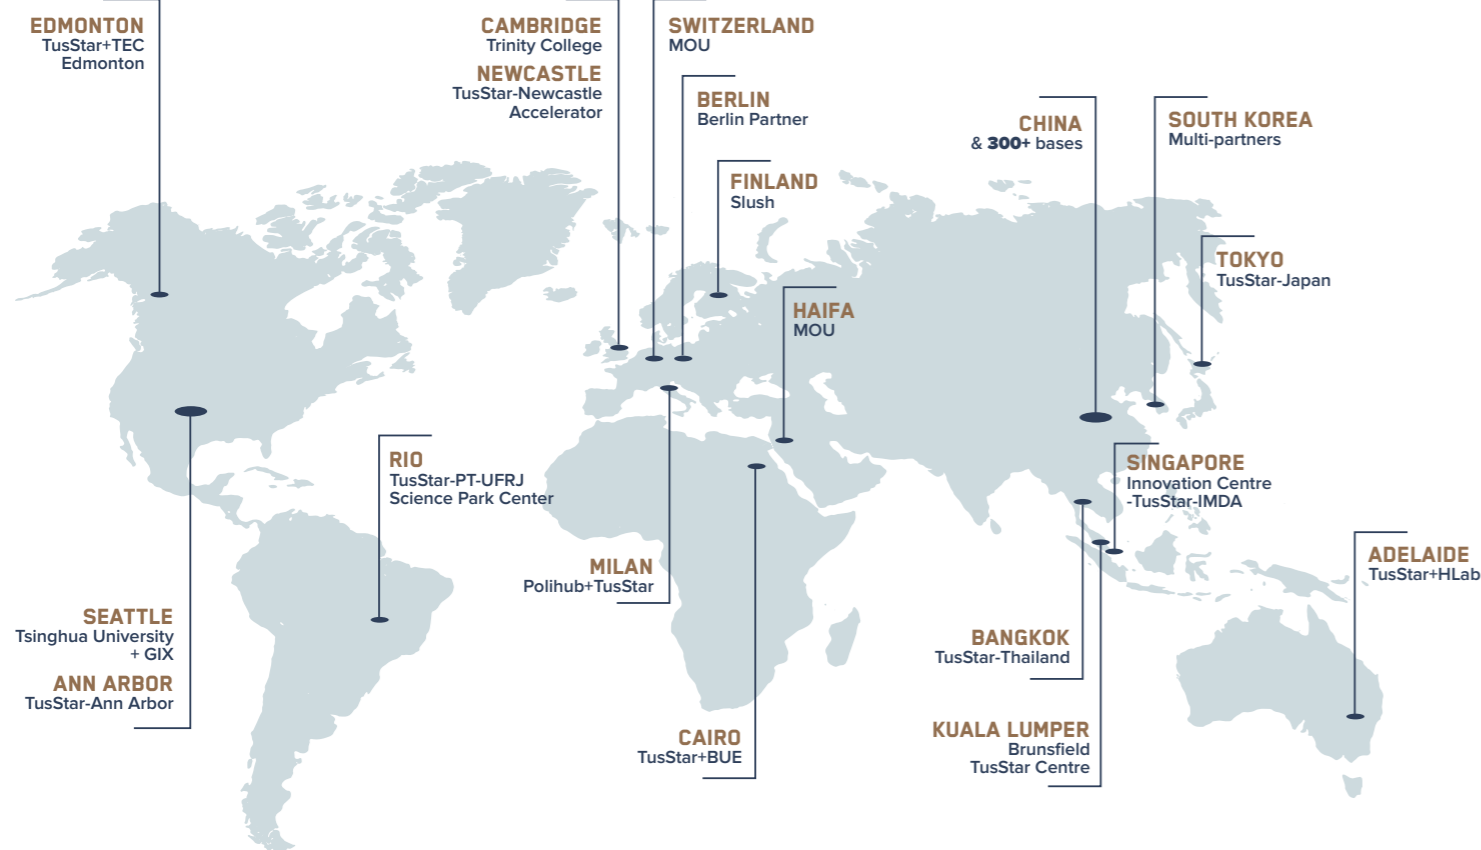 EDMONTON
TusStar+TEC
Edmonton
CAMBRIDGE
Trinity College
NEWCASTLE
TusStar-Newcastle
Accelerator
SWITZERLAND
MOU
BERLIN
Berlin Partner
FINLAND
Slush
HAIFA
MOU
CHINA
& 300+ bases
SOUTH KOREA
Multi-partners
TOKYO
TusStar-Japan
RIO
TusStar-PT-UFRJ
Science Park Center
SINGAPORE
Innovation Centre
-TusStar-IMDA
MILAN
Polihub+TusStar
ADELAIDE
TusStar+HLab
SEATTLE
Tsinghua University
+ GIX
ANN ARBOR
TusStar-Ann Arbor
BANGKOK
TusStar-Thailand
CAIRO
TusStar+BUE
KUALA LUMPER
Brunsfield
TusStar Centre